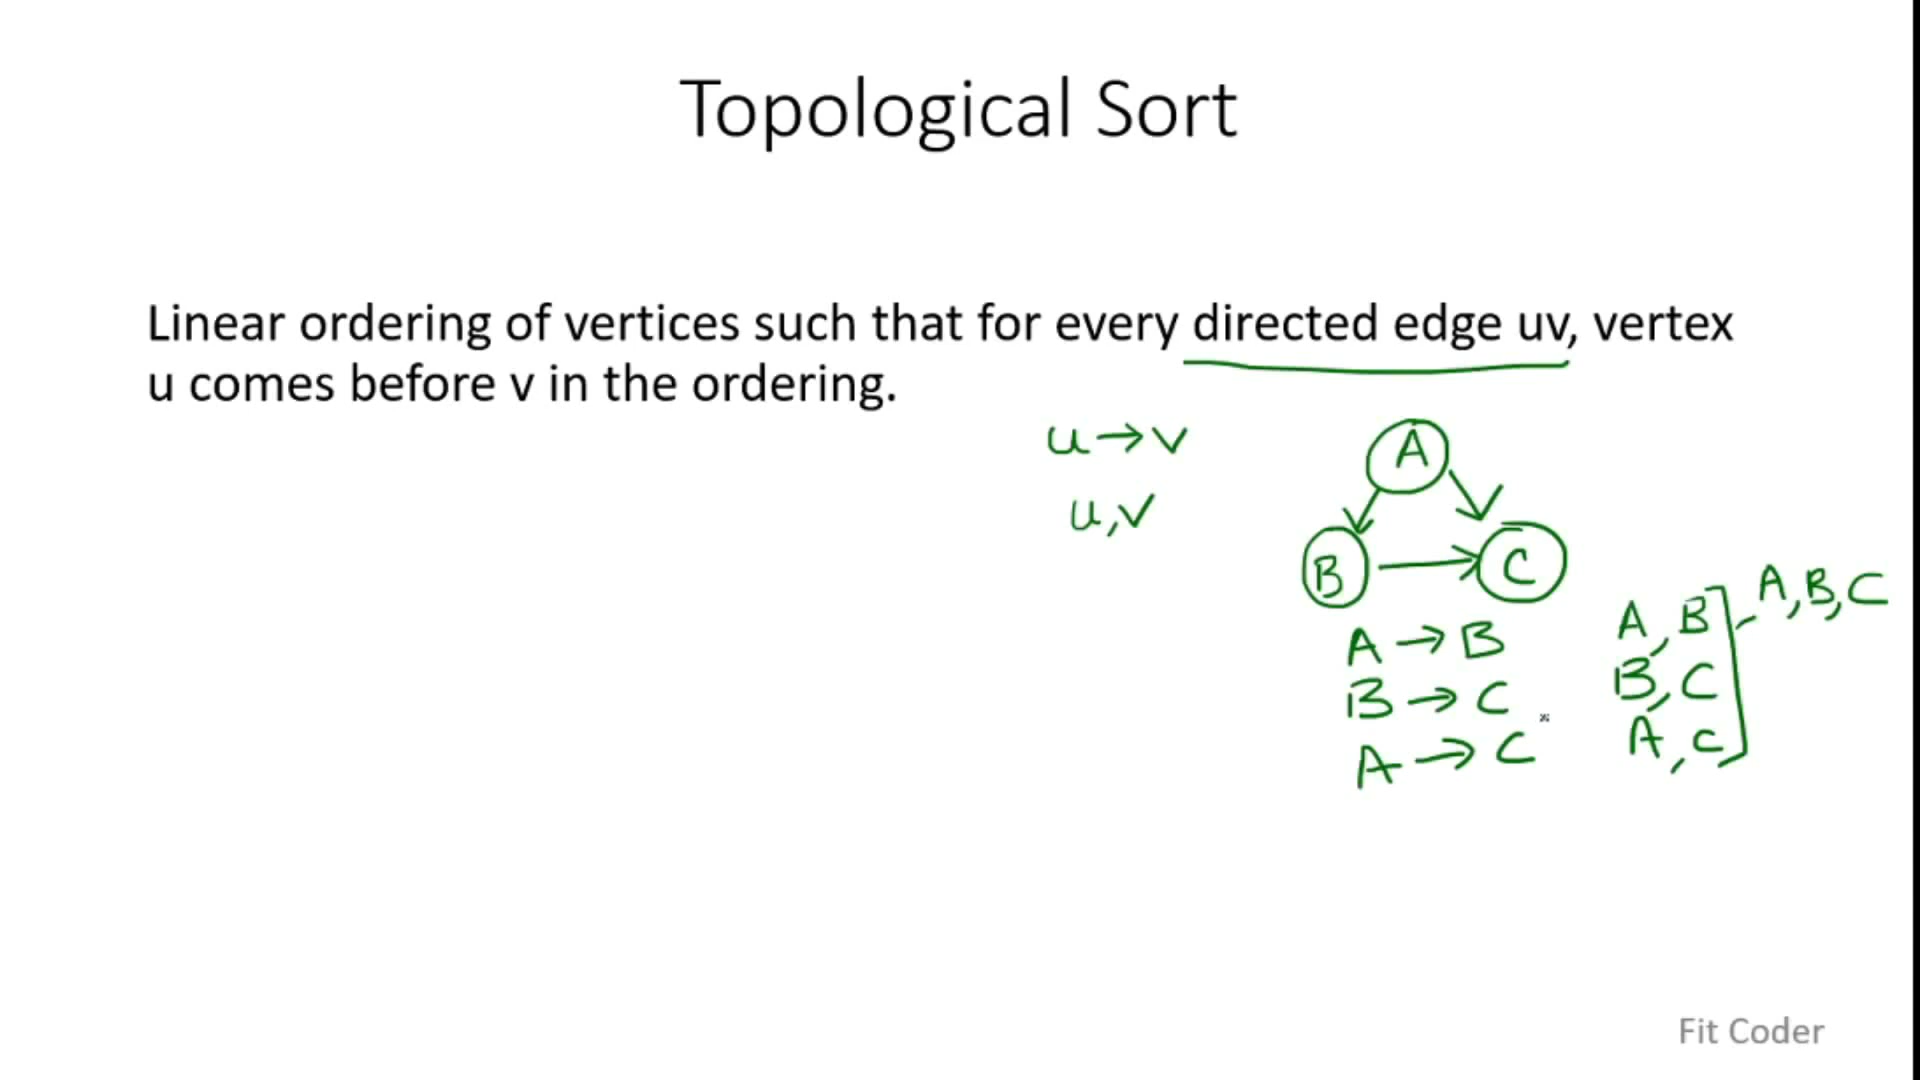 Topological Sort
Linear ordering of vertices such that for every directed edge uv, vertex
u comes before v in the ordering.
u → v
u, v
A
B
C
A → B
B → C
A → C
A, B
B, C
A, C
A, B, C
Fit Coder